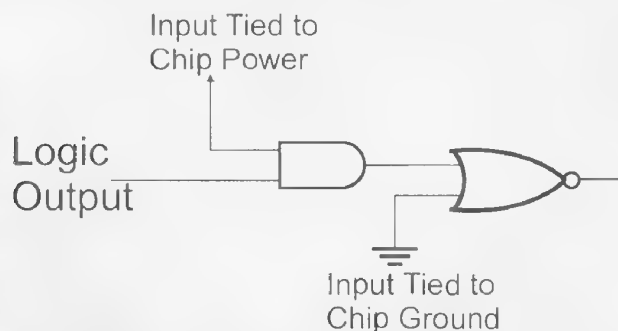 Input Tied to
Chip Power
Logic
Output
Input Tied to
Chip Ground